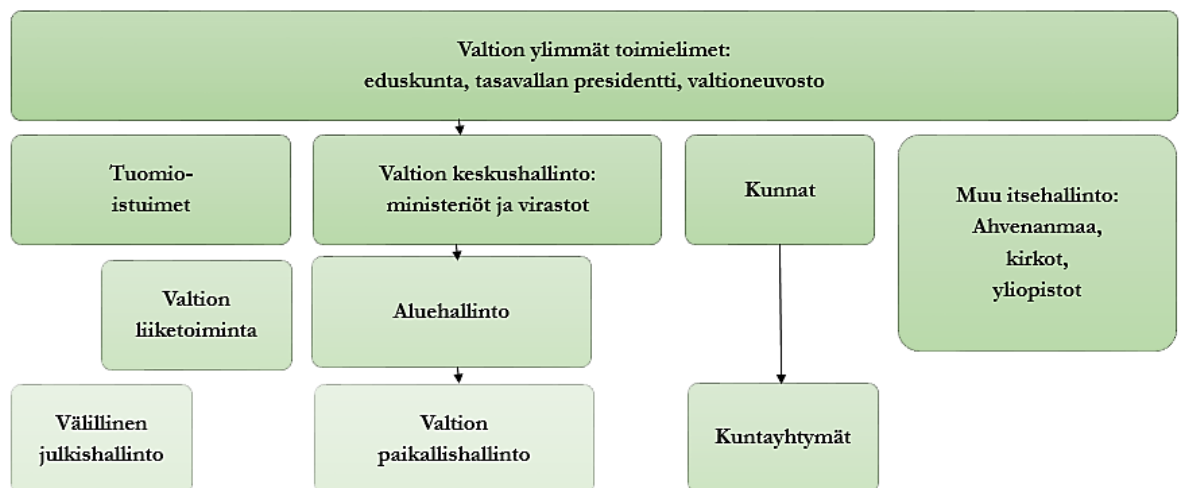 Valtion ylimmät toimielimet:
eduskunta, tasavallan presidentti, valtioneuvosto
Tuomio-
istuimet
Valtion keskushallinto:
ministeriöt ja virastot
Kunnat
Muu itsehallinto:
Ahvenanmaa,
kirkot,
yliopistot
Valtion
liiketoiminta
Aluehallinto
Välillinen
julkishallinto
Valtion
paikallishallinto
Kuntayhtymät